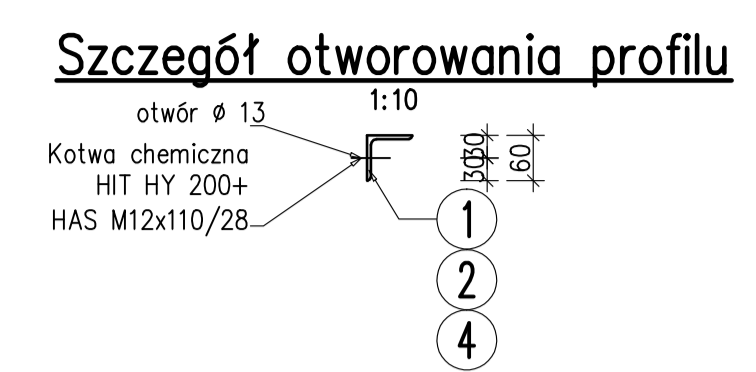 Szczegół otworowania profilu
1:10
otwór ø 13
Kotwa chemiczna
HIT HY 200+
HAS M12x110/28
30 30
60
1
2
4